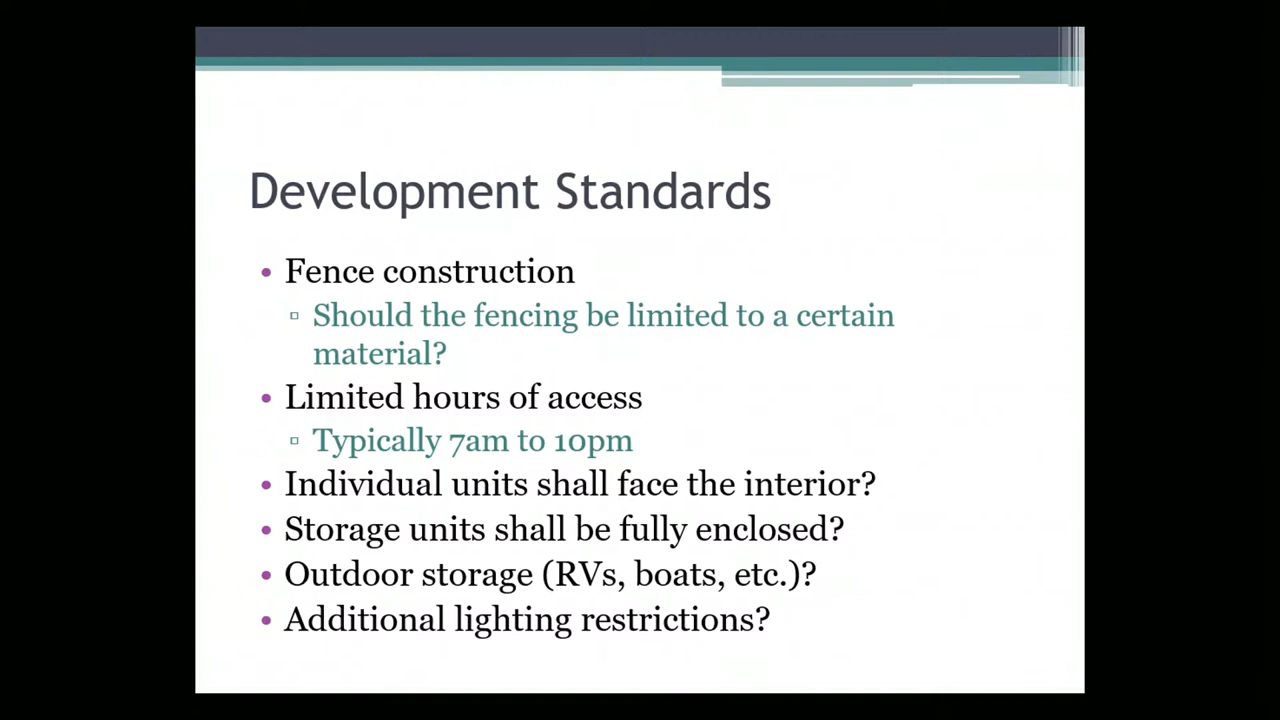 Development Standards
• Fence construction
▫ Should the fencing be limited to a certain
material?
• Limited hours of access
▫ Typically 7am to 10pm
• Individual units shall face the interior?
• Storage units shall be fully enclosed?
• Outdoor storage (RVs, boats, etc.)?
• Additional lighting restrictions?